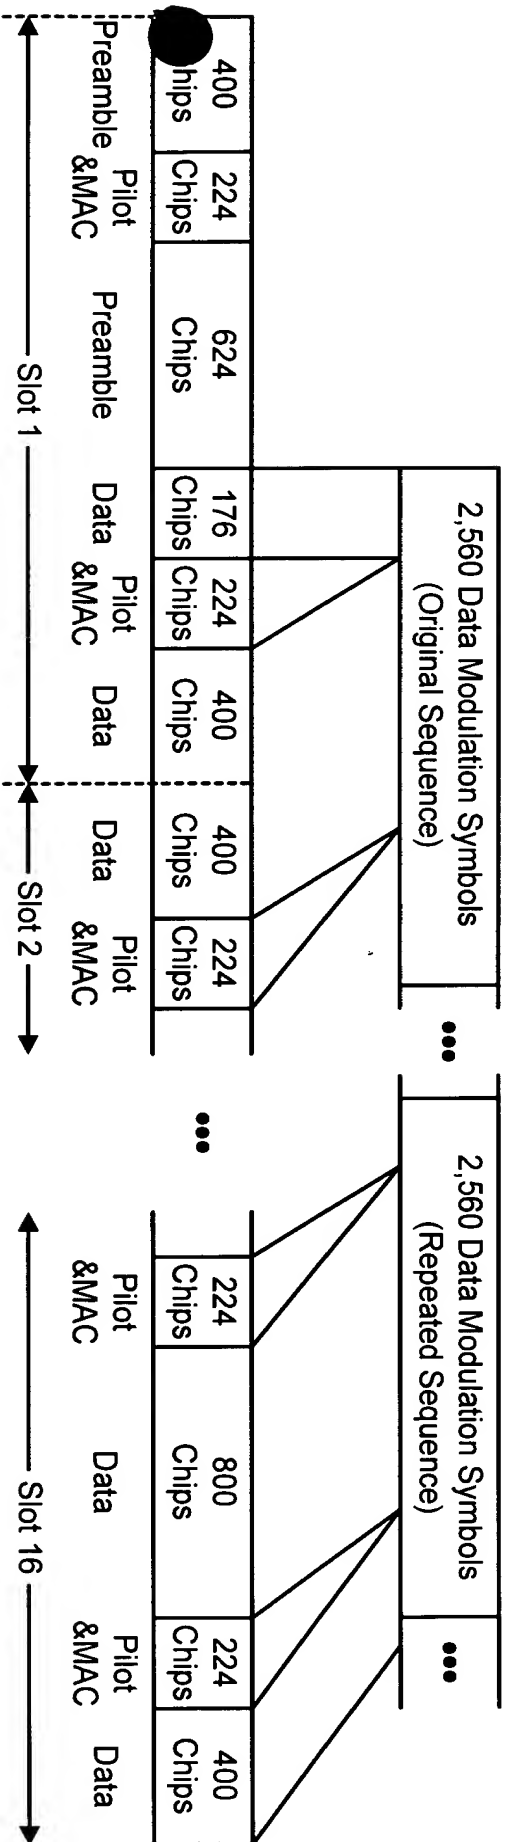 2,560 Data Modulation Symbols
(Original Sequence)
•••
2,560 Data Modulation Symbols
(Repeated Sequence)
•••
400
hips
224
Chips
624
Chips
176
Chips
224
Chips
400
Chips
400
Chips
224
Chips
•••
224
Chips
800
Chips
224
Chips
400
Chips
Preamble
Pilot
&MAC
Preamble
Data
Pilot
&MAC
Data
Data
Pilot
&MAC
Pilot
&MAC
Data
Pilot
&MAC
Data
Slot 1
Slot 2
Slot 16